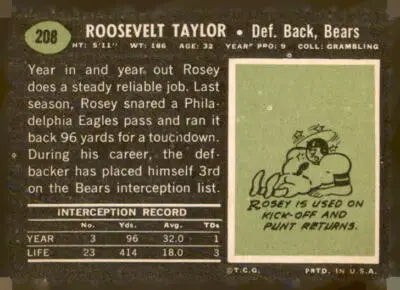 208
ROOSEVELT TAYLOR • Def. Back, Bears
HT: 5'11" WT: 186 AGE: 32 YEARS PRO: 9 COLL: GRAMBLING
Year in and year out Rosey
does a steady reliable job. Last
season, Rosey snared a Phila-
delphia Eagles pass and ran it
back 96 yards for a touchdown.
During his career, the def-
backer has placed himself 3rd
on the Bears interception list.
INTERCEPTION RECORD
No. Yds. Avg. TDs
YEAR 3 96 32.0 1
LIFE 23 414 18.0 3
ROSEY IS USED ON
KICK-OFF AND
PUNT RETURNS.
©T.C.G. PRTD. IN U.S.A.